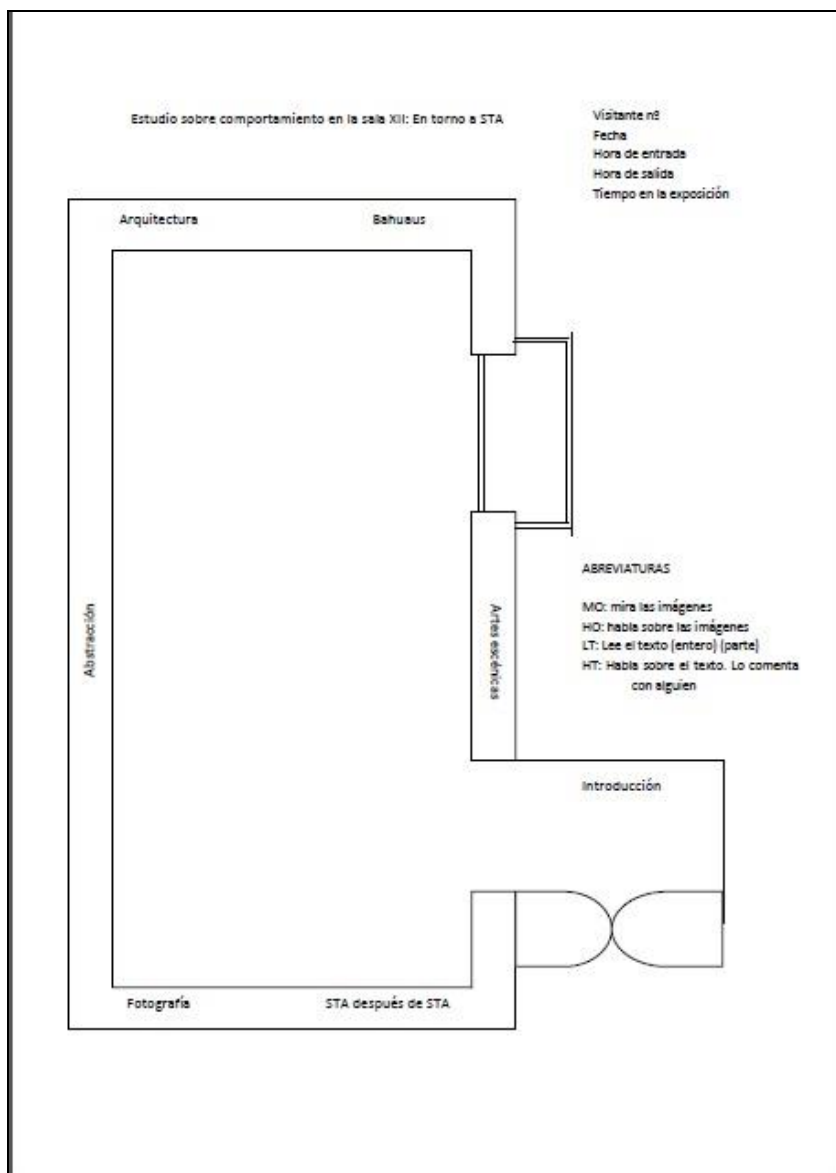 Estudio sobre comportamiento en la sala XII: En torno a STA
Visitante nº
Fecha
Hora de entrada
Hora de salida
Tiempo en la exposición
Arquitectura
Bahuaus
Abstracción
Artes escénicas
ABREVIATURAS
MO: mira las imágenes
HO: habla sobre las imágenes
LT: Lee el texto (entero) (parte)
HT: Habla sobre el texto. Lo comenta
con alguien
Introducción
Fotografía
STA después de STA